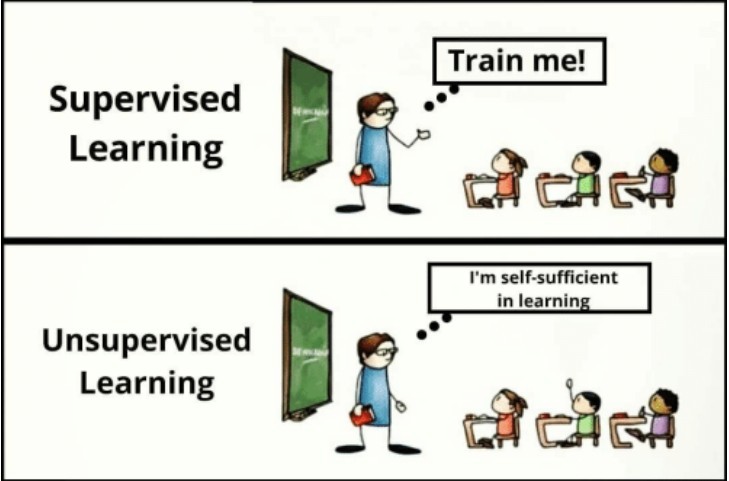 Supervised
Learning
Train me!
Unsupervised
Learning
I'm self-sufficient
in learning